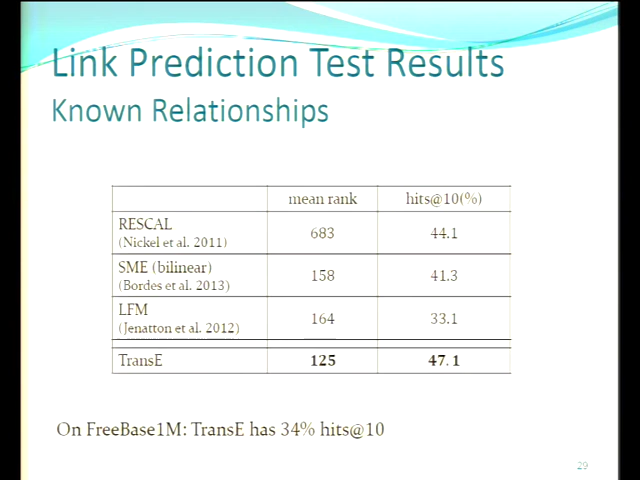 Link Prediction Test Results
Known Relationships
mean rank hits@10(%)
RESCAL
(Nickel et al. 2011) 683 44.1
SME (bilinear)
(Bordes et al. 2013) 158 41.3
LFM
(Jenatton et al. 2012) 164 33.1
TransE 125 47.1
On FreeBase1M: TransE has 34% hits@10
29